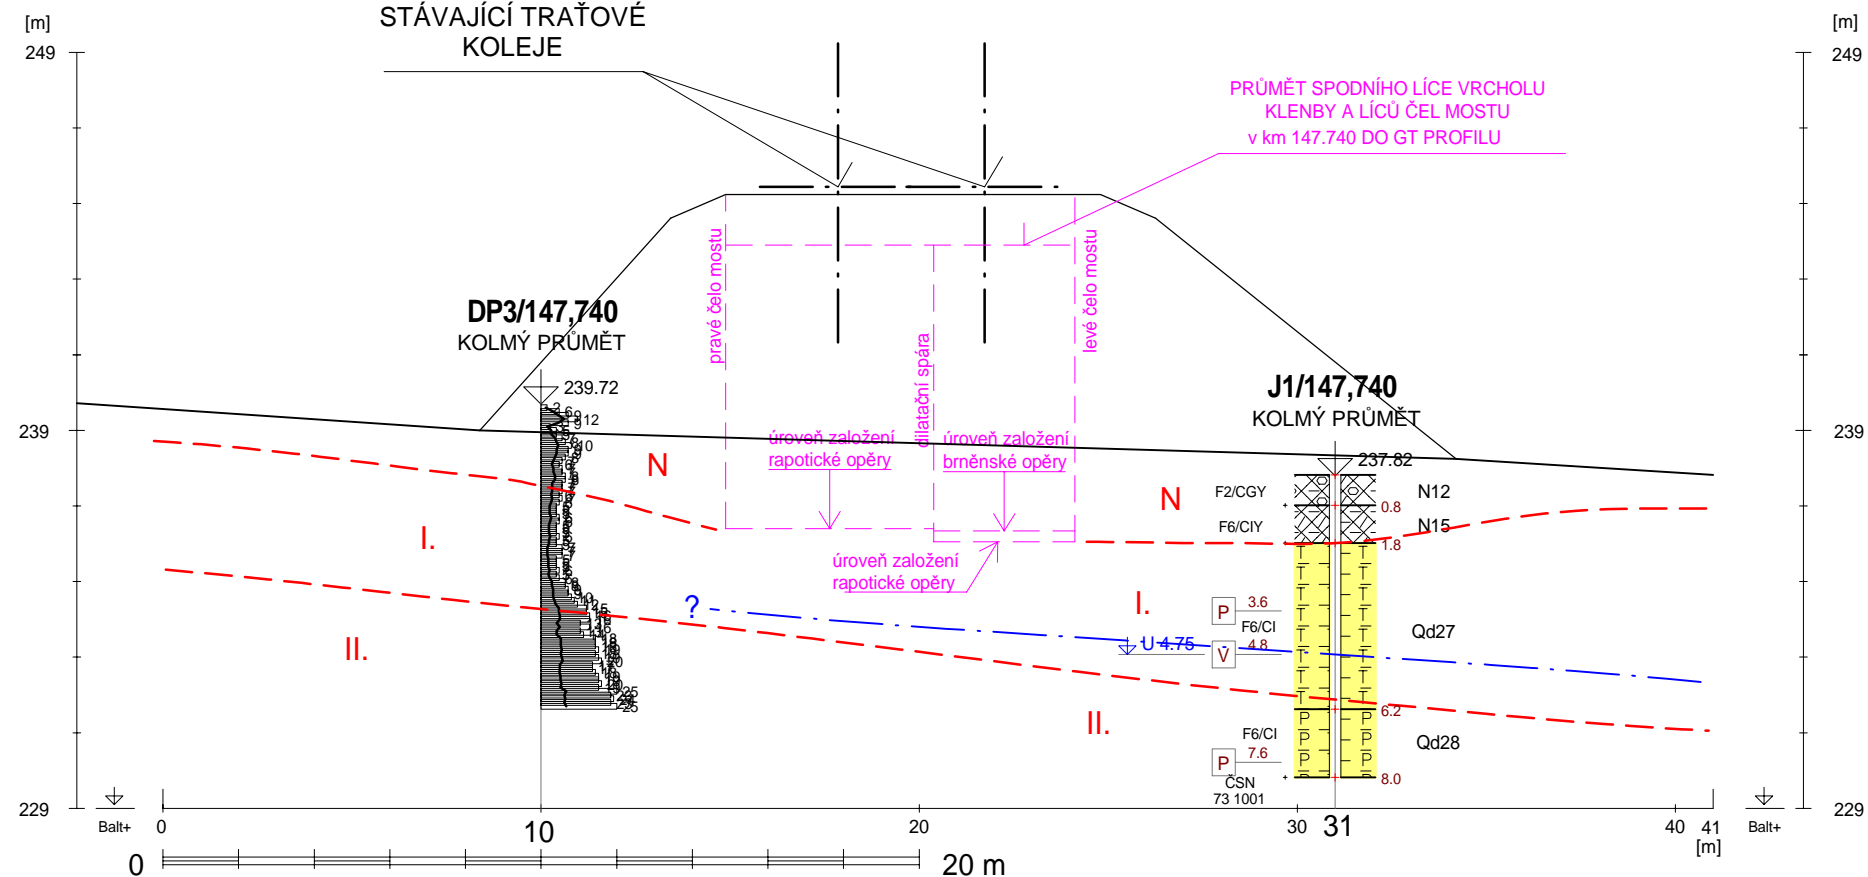 [m]
249
239
229
Balt+
STÁVAJÍCÍ TRAŤOVÉ
KOLEJE
PRŮMĚT SPODNÍHO LÍCE VRCHOLU
KLENBY A LÍCŮ ČEL MOSTU
v km 147.740 DO GT PROFILU
[m]
249
239
229
Balt+
DP3/147,740
KOLMÝ PRŮMĚT
239.72
pravé čelo mostu
dilatační spára
levé čelo mostu
J1/147,740
KOLMÝ PRŮMĚT
237.82
úroveň založení
rapotické opěry
úroveň založení
brněnské opěry
úroveň založení
rapotické opěry
N
N
I.
I.
II.
II.
?
U 4.75
F2/CGY
F6/CIY
N12
N15
0.8
1.8
P
3.6
F6/CI
V
4.8
Qd27
6.2
F6/CI
P
7.6
Qd28
8.0
ČSN
73 1001
0
10
20
30
31
40
41
[m]
0
20 m